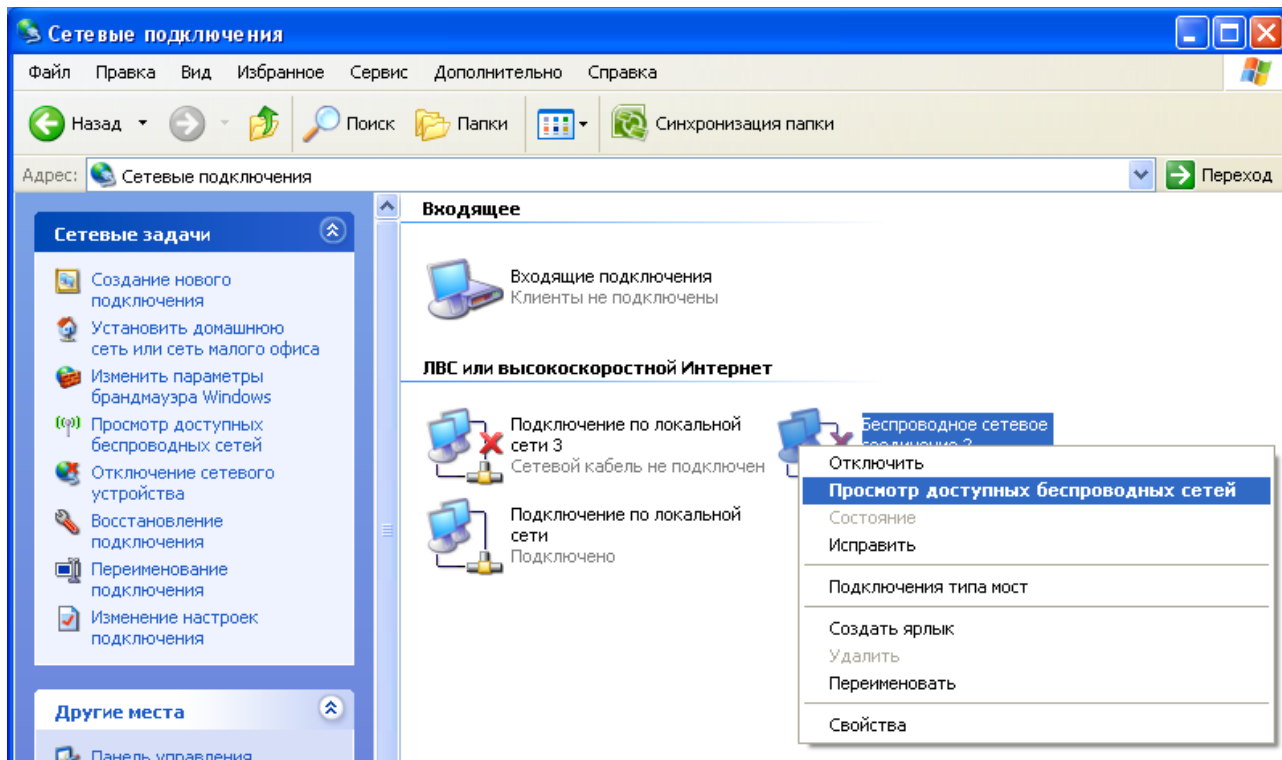 Сетевые подключения
Файл Правка Вид Избранное Сервис Дополнительно Справка
Назад Поиск Папки Синхронизация папки
Адрес: Сетевые подключения Переход
Сетевые задачи
Создание нового
подключения
Установить домашнюю
сеть или сеть малого офиса
Изменить параметры
брандмауэра Windows
Просмотр доступных
беспроводных сетей
Отключение сетевого
устройства
Восстановление
подключения
Переименование
подключения
Изменение настроек
подключения
Другие места
Панель управления
Входящее
Входящие подключения
Клиенты не подключены
ЛВС или высокоскоростной Интернет
Подключение по локальной
сети 3
Сетевой кабель не подключен
Подключение по локальной
сети
Подключено
Беспроводное сетевое
соединение 2
Отключить
Просмотр доступных беспроводных сетей
Состояние
Исправить
Подключения типа мост
Создать ярлык
Удалить
Переименовать
Свойства